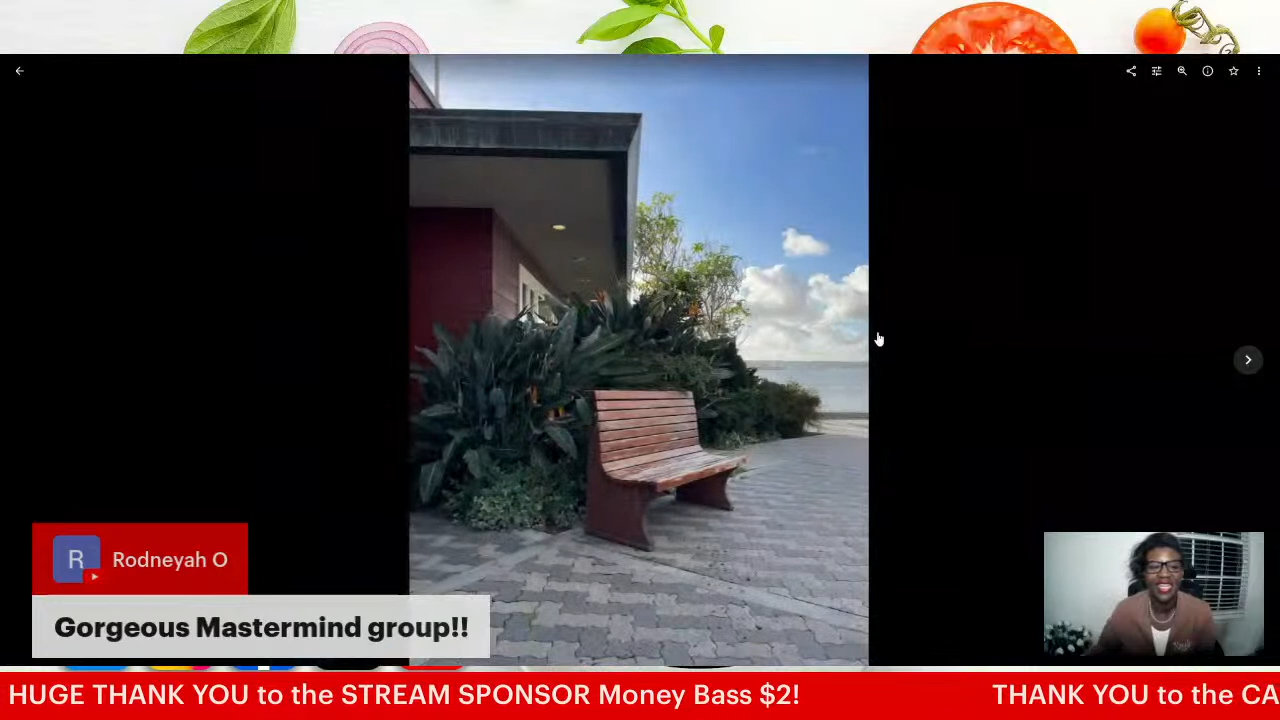 R
Rodneyah O
Gorgeous Mastermind group!!
HUGE THANK YOU to the STREAM SPONSOR Money Bass $2! THANK YOU to the CA